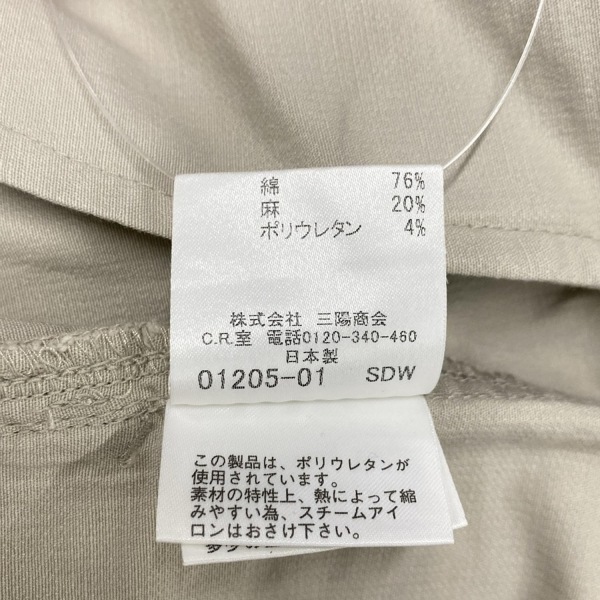 綿 76%
麻 20%
ポリウレタン 4%
株式会社 三陽商会
C.R.室 電話0120-340-460
日本製
01205-01 SDW
この製品は、ポリウレタンが
使用されています。
素材の特性上、熱によって縮
みやすい為、スチームアイ
ロンはおさけ下さい。